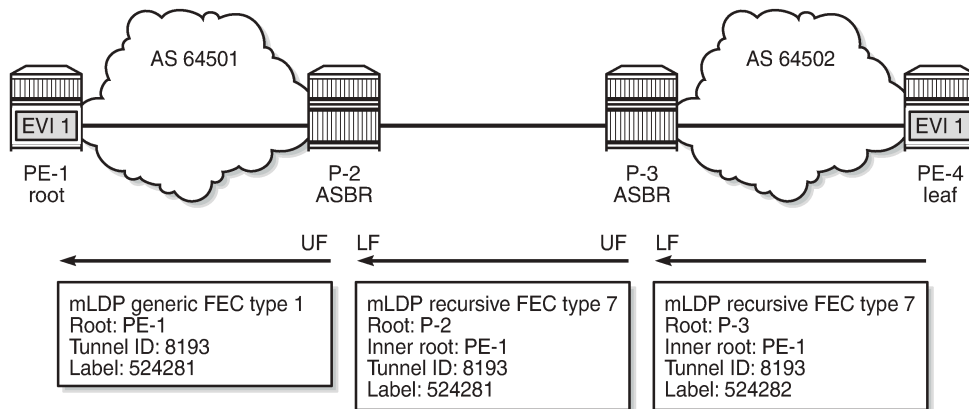 AS 64501
AS 64502
EVI 1
EVI 1
PE-1
root
P-2
ASBR
P-3
ASBR
PE-4
leaf
UF
LF
UF
LF
mLDP generic FEC type 1
Root: PE-1
Tunnel ID: 8193
Label: 524281
mLDP recursive FEC type 7
Root: P-2
Inner root: PE-1
Tunnel ID: 8193
Label: 524281
mLDP recursive FEC type 7
Root: P-3
Inner root: PE-1
Tunnel ID: 8193
Label: 524282